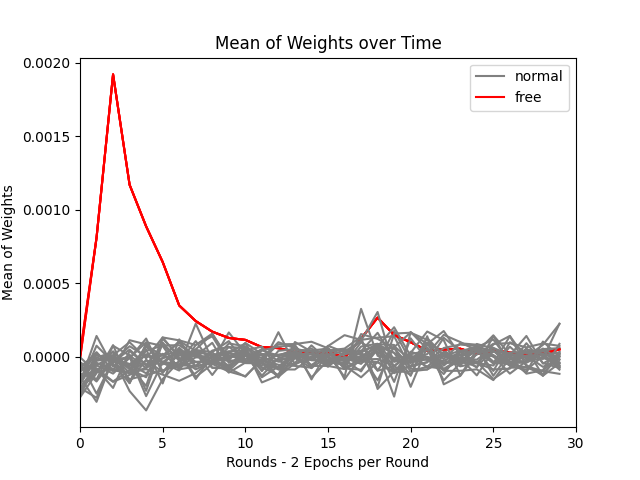 Mean of Weights over Time
normal
free
Mean of Weights
0.0020
0.0015
0.0010
0.0005
0.0000
0
5
10
15
20
25
30
Rounds - 2 Epochs per Round